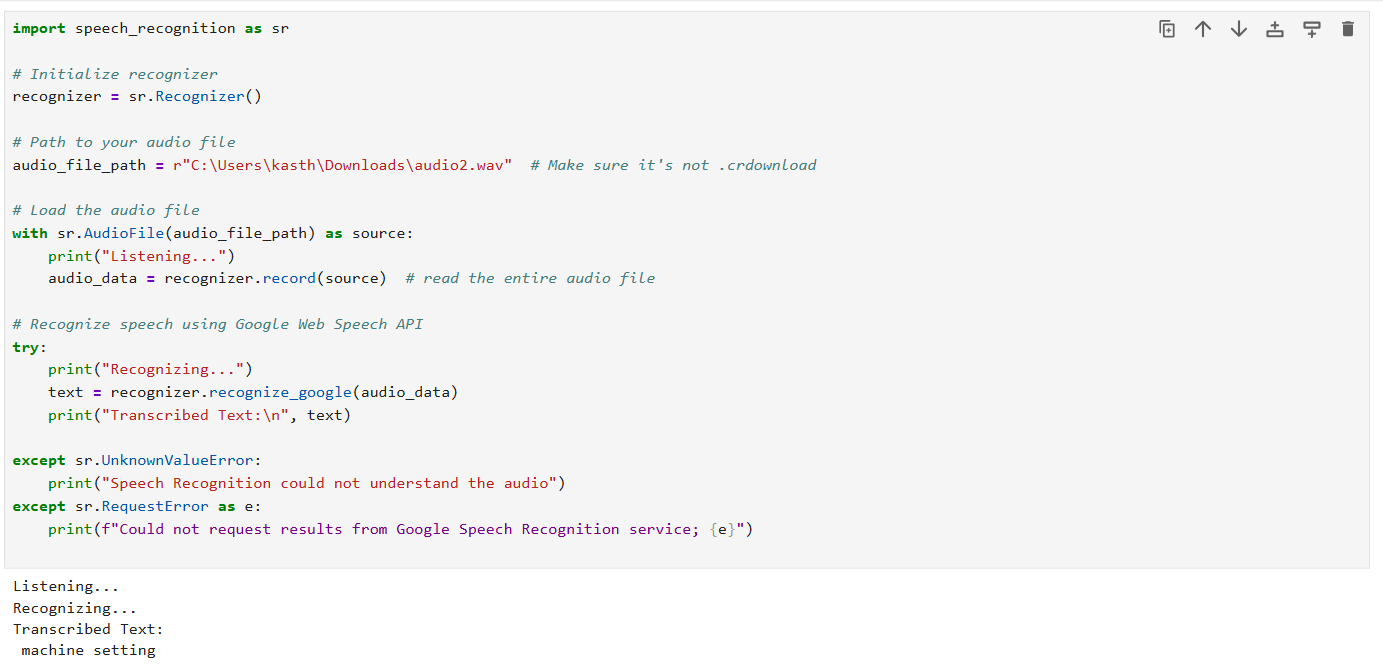 import speech_recognition as sr
# Initialize recognizer
recognizer = sr.Recognizer()
# Path to your audio file
audio_file_path = r"C:\Users\kasth\Downloads\audio2.wav"  # Make sure it's not .crdownload
# Load the audio file
with sr.AudioFile(audio_file_path) as source:
    print("Listening...")
    audio_data = recognizer.record(source)  # read the entire audio file
# Recognize speech using Google Web Speech API
try:
    print("Recognizing...")
    text = recognizer.recognize_google(audio_data)
    print("Transcribed Text:\n", text)
except sr.UnknownValueError:
    print("Speech Recognition could not understand the audio")
except sr.RequestError as e:
    print(f"Could not request results from Google Speech Recognition service; {e}")
Listening...
Recognizing...
Transcribed Text:
 machine setting